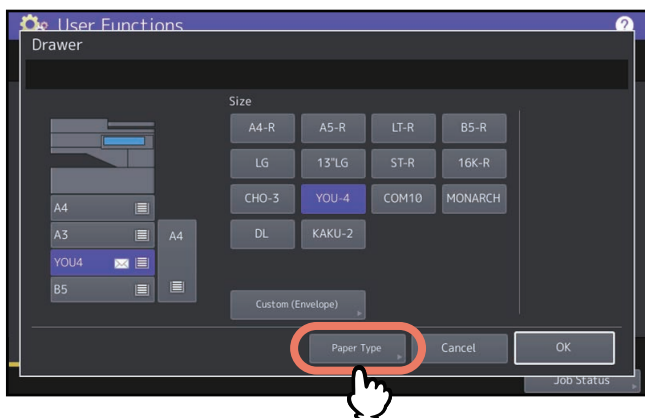 User Functions
?
Drawer
Size
A4-R A5-R LT-R B5-R
LG 13"LG ST-R 16K-R
CHO-3 YOU-4 COM10 MONARCH
DL KAKU-2
A4
A3
A4
YOU4
B5
Custom (Envelope)
Paper Type Cancel OK
Job Status